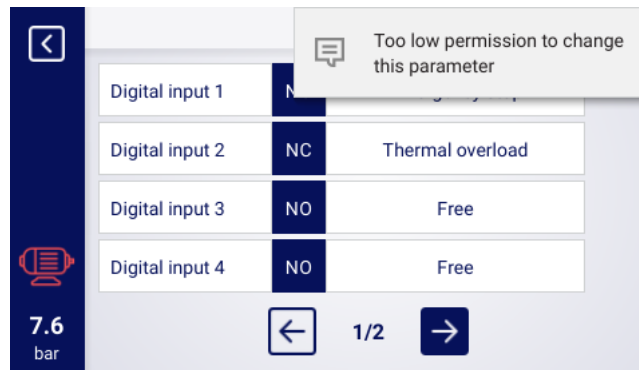 Too low permission to change
this parameter
Digital input 1
Digital input 2 NC Thermal overload
Digital input 3 NO Free
Digital input 4 NO Free
7.6
bar
1/2